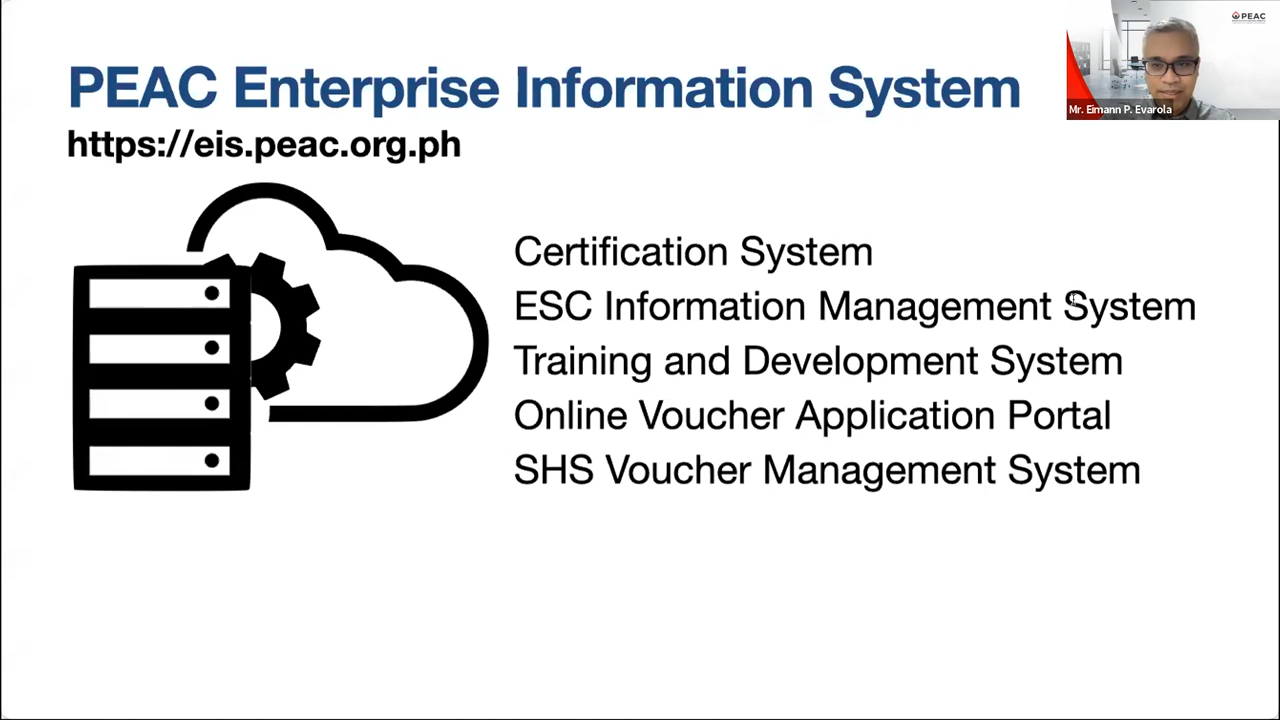 PEAC Enterprise Information System
https://eis.peac.org.ph
Certification System
ESC Information Management System
Training and Development System
Online Voucher Application Portal
SHS Voucher Management System
PEAC
Mr. Eimann P. Evarola